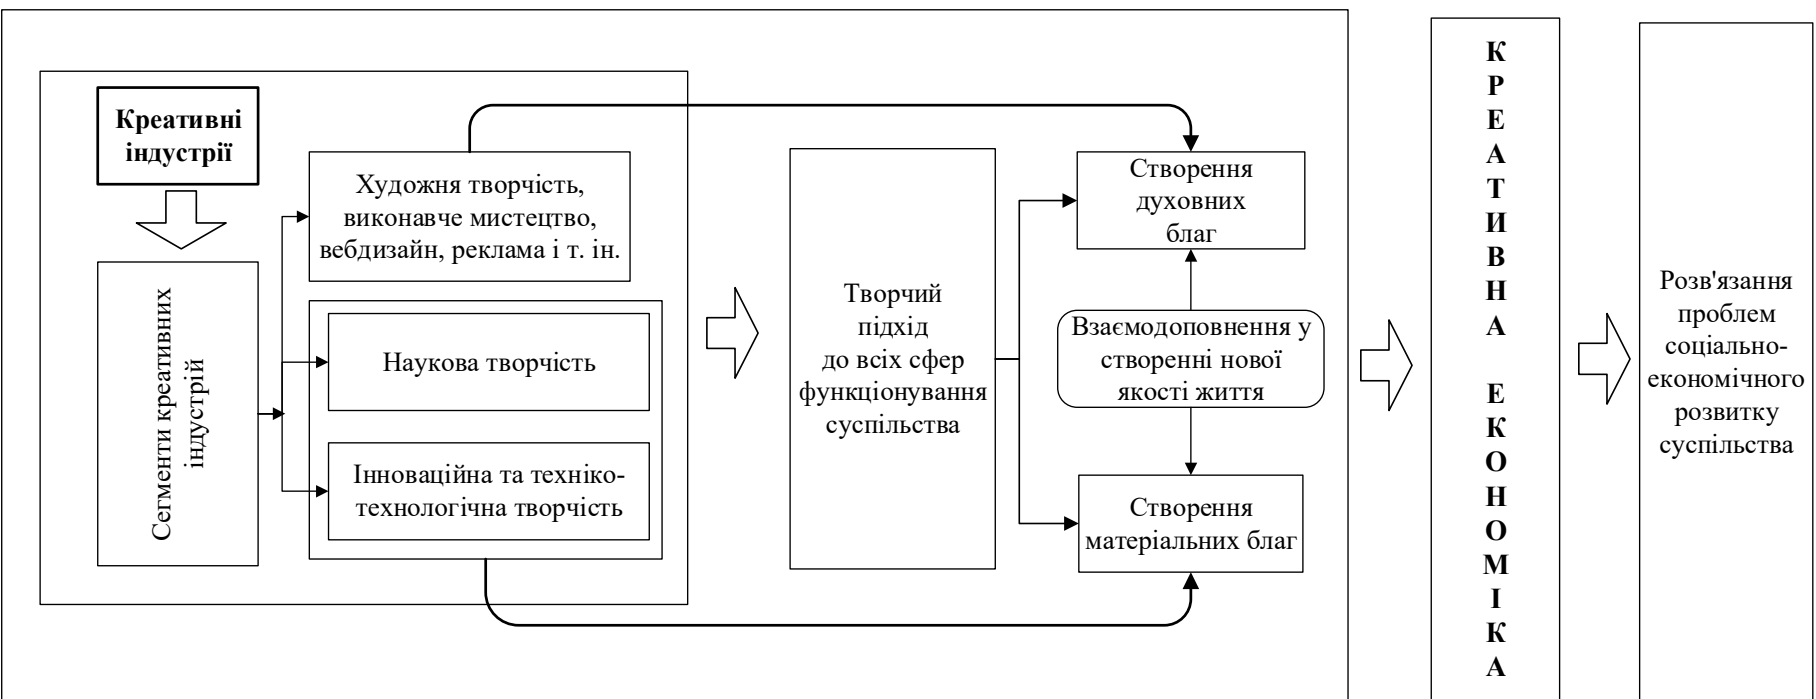 Креативні
індустрії
Сегменти креативних
індустрій
Художня творчість,
виконавче мистецтво,
вебдизайн, реклама і т. ін.
Наукова творчість
Інноваційна та техніко-
технологічна творчість
Творчий
підхід
до всіх сфер
функціонування
суспільства
Створення
духовних
благ
Взаємодоповнення у
створенні нової
якості життя
Створення
матеріальних благ
КРЕАТИВНА ЕКОНОМІКА
Розв'язання
проблем
соціально-
економічного
розвитку
суспільства